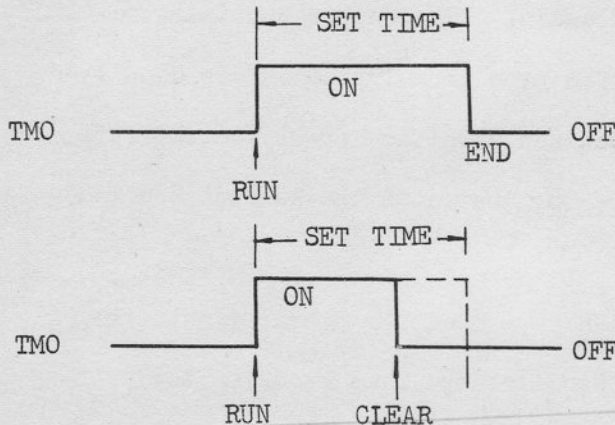 SET TIME
ON
TMO
OFF
END
RUN
SET TIME
ON
TMO
OFF
RUN
CLEAR